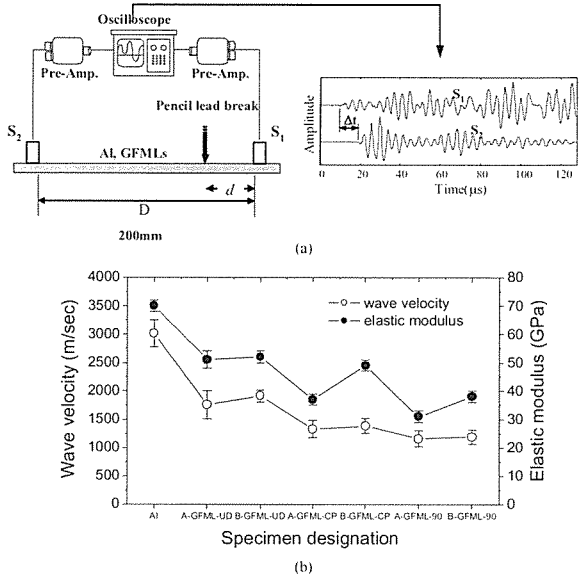 Oscilloscope
Pre-Amp.
Pre-Amp.
Pencil lead break
S2
S1
Al, GFMLs
d
D
200mm
Amplitude
S1
Δt
S2
0 20 40 60 80 100 120
Time(μs)
(a)
4000
3500
3000
2500
2000
1500
1000
500
0
Wave velocity (m/sec)
wave velocity
elastic modulus
80
70
60
50
40
30
20
10
0
Elastic modulus (GPa)
Al A-GFML-UD B-GFML-UD A-GFML-CP B-GFML-CP A-GFML-90 B-GFML-90
Specimen designation
(b)